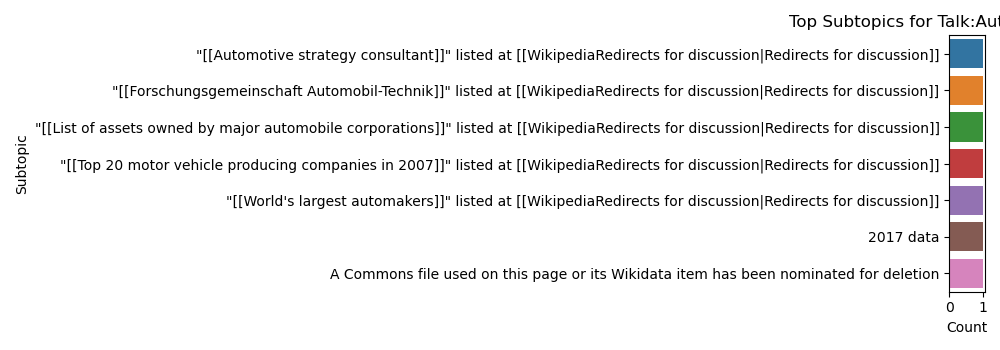 Top Subtopics for Talk:Aut
"[[Automotive strategy consultant]]" listed at [[WikipediaRedirects for discussion|Redirects for discussion]]
"[[Forschungsgemeinschaft Automobil-Technik]]" listed at [[WikipediaRedirects for discussion|Redirects for discussion]]
"[[List of assets owned by major automobile corporations]]" listed at [[WikipediaRedirects for discussion|Redirects for discussion]]
"[[Top 20 motor vehicle producing companies in 2007]]" listed at [[WikipediaRedirects for discussion|Redirects for discussion]]
"[[World's largest automakers]]" listed at [[WikipediaRedirects for discussion|Redirects for discussion]]
2017 data
A Commons file used on this page or its Wikidata item has been nominated for deletion
Subtopic
0 1
Count